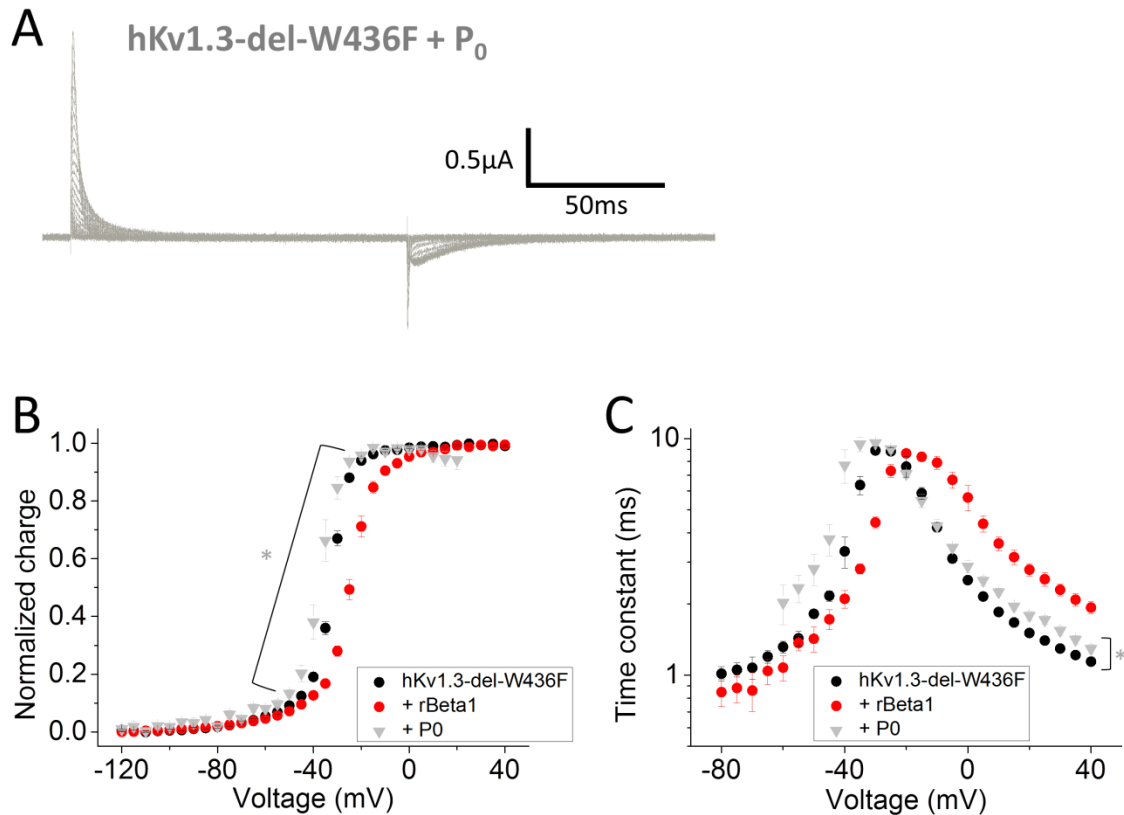 A
hKv1.3-del-W436F + P0
0.5µA
50ms
B
Normalized charge
1.0
0.8
0.6
0.4
0.2
0.0
*
hKv1.3-del-W436F
+ rBeta1
+ P0
-120 -80 -40 0 40
Voltage (mV)
C
Time constant (ms)
10
1
*
hKv1.3-del-W436F
+ rBeta1
+ P0
-80 -40 0 40
Voltage (mV)